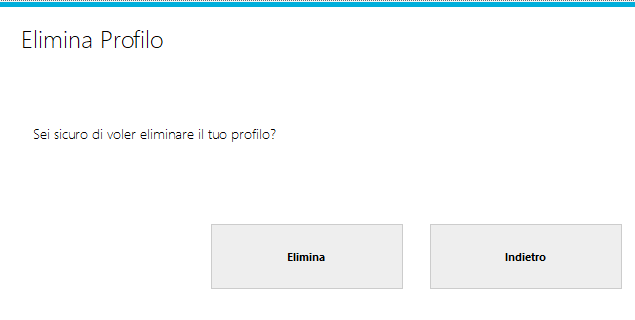 Elimina Profilo
Sei sicuro di voler eliminare il tuo profilo?
Elimina
Indietro